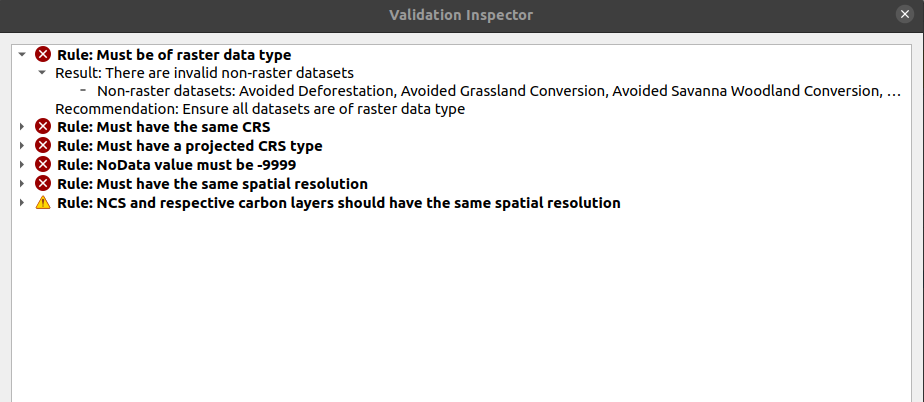 Validation Inspector
Rule: Must be of raster data type
Result: There are invalid non-raster datasets
Non-raster datasets: Avoided Deforestation, Avoided Grassland Conversion, Avoided Savanna Woodland Conversion, ...
Recommendation: Ensure all datasets are of raster data type
Rule: Must have the same CRS
Rule: Must have a projected CRS type
Rule: NoData value must be -9999
Rule: Must have the same spatial resolution
Rule: NCS and respective carbon layers should have the same spatial resolution